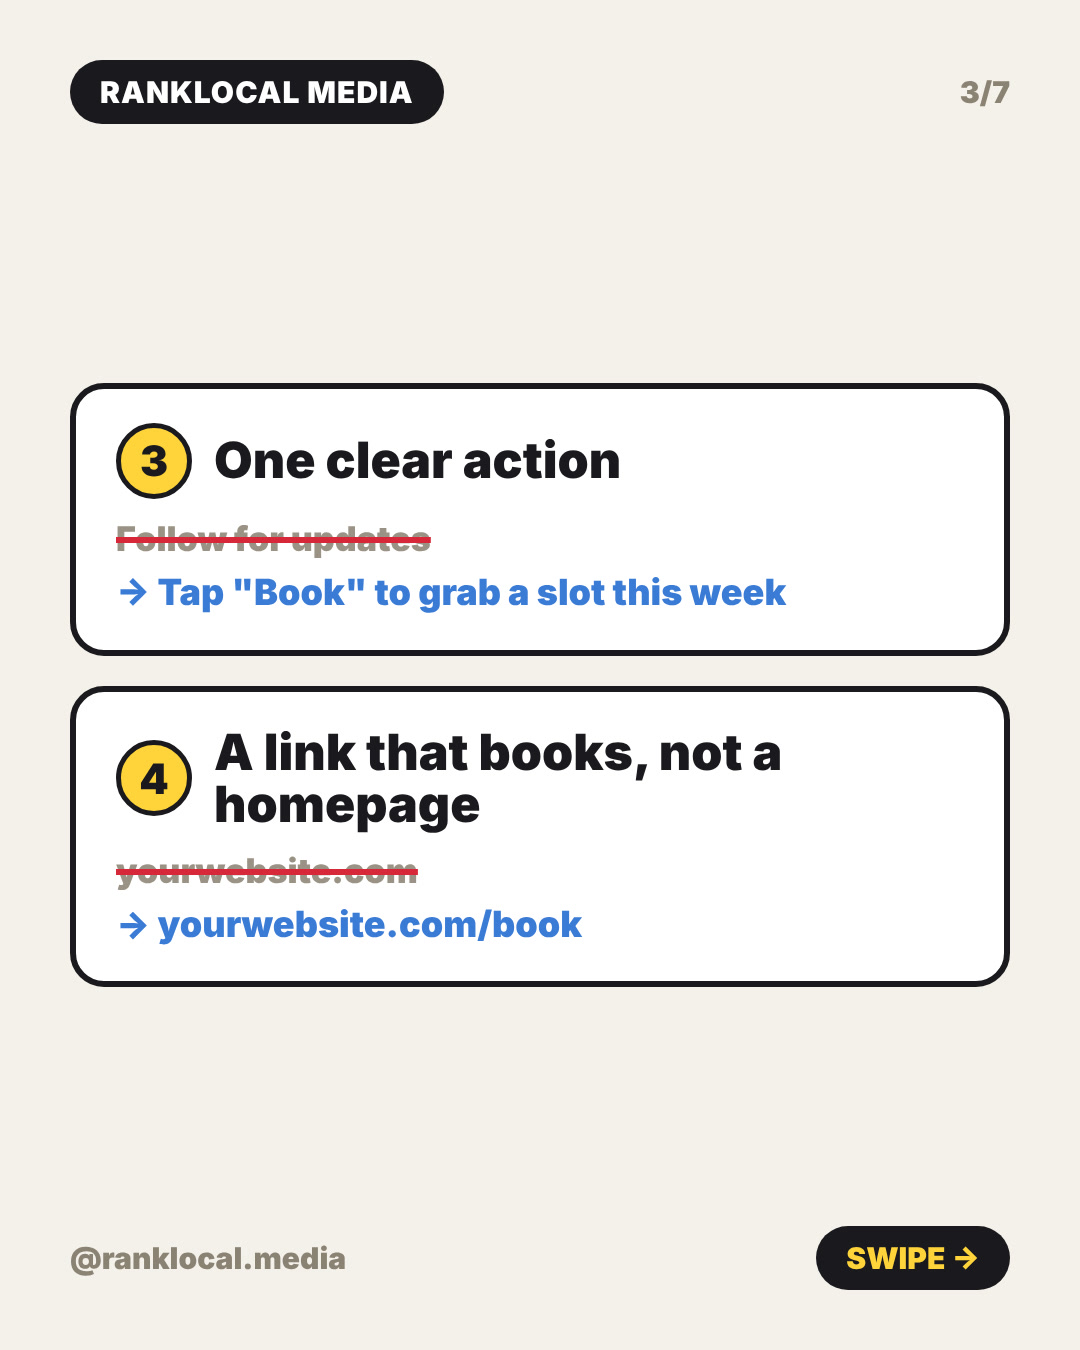 RANKLOCAL MEDIA
3/7
3
One clear action
Follow for updates
→ Tap "Book" to grab a slot this week
4
A link that books, not a
homepage
yourwebsite.com
→ yourwebsite.com/book
@ranklocal.media
SWIPE →